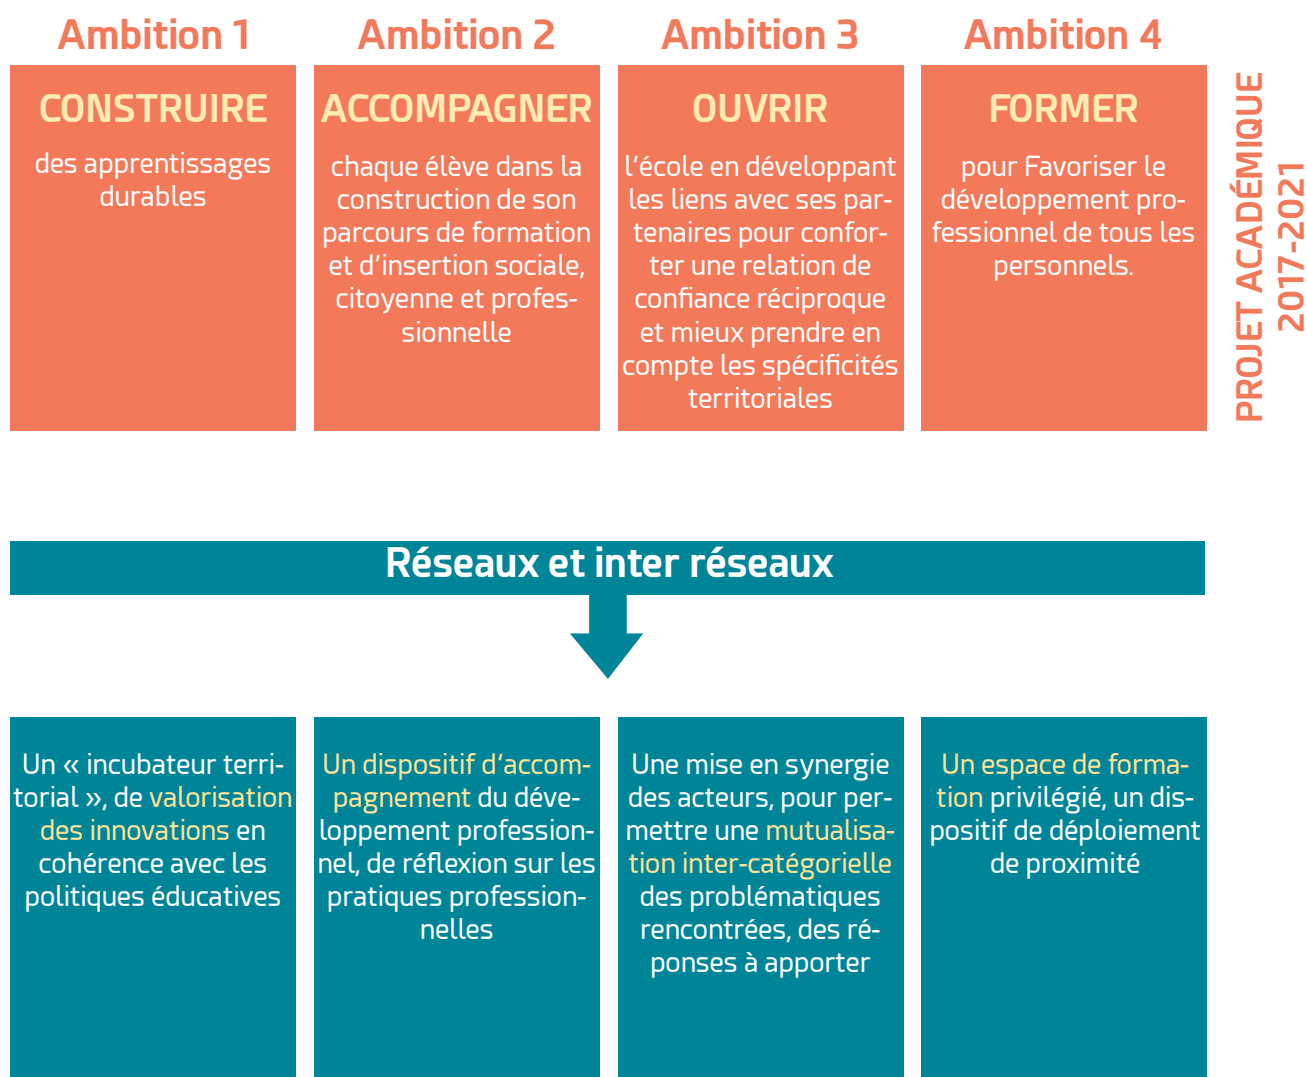 Ambition 1
CONSTRUIRE
des apprentissages
durables
Ambition 2
ACCOMPAGNER
chaque élève dans la
construction de son
parcours de formation
et d'insertion sociale,
citoyenne et profes-
sionnelle
Ambition 3
OUVRIR
l'école en développant
les liens avec ses par-
tenaires pour confor-
ter une relation de
confiance réciproque
et mieux prendre en
compte les spécificités
territoriales
Ambition 4
FORMER
pour Favoriser le
développement pro-
fessionnel de tous les
personnels.
PROJET ACADÉMIQUE
2017-2021
Réseaux et inter réseaux
Un « incubateur terri-
torial », de valorisation
des innovations en
cohérence avec les
politiques éducatives
Un dispositif d'accom-
pagnement du déve-
loppement profession-
nel, de réflexion sur les
pratiques profession-
nelles
Une mise en synergie
des acteurs, pour per-
mettre une mutualisa-
tion inter-catégorielle
des problématiques
rencontrées, des ré-
ponses à apporter
Un espace de forma-
tion privilégié, un dis-
positif de déploiement
de proximité